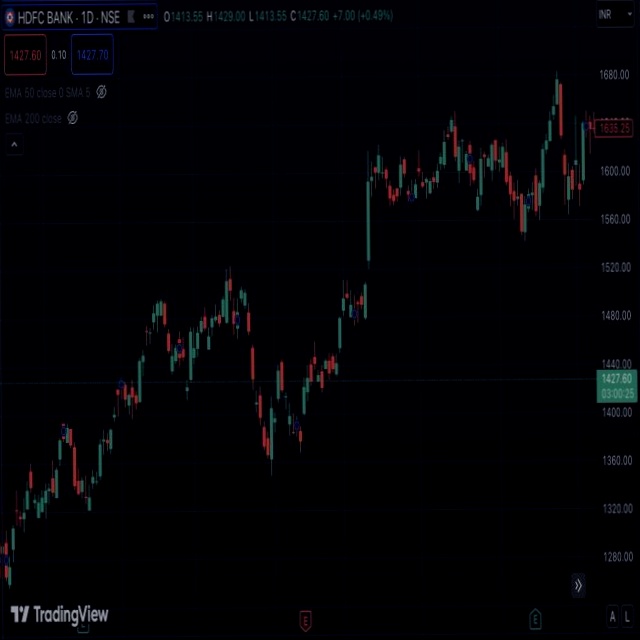 HDFC BANK · 1D · NSE O1413.55 H1429.00 L1413.55 C1427.60 +7.00 (+0.49%) INR
1427.60 0.10 1427.70
EMA 50 close 0 SMA 5
EMA 200 close
1680.00
1635.25
1600.00
1560.00
1520.00
1480.00
1440.00
1427.60
03:00:25
1400.00
1360.00
1320.00
1280.00
TradingView
E E
A L